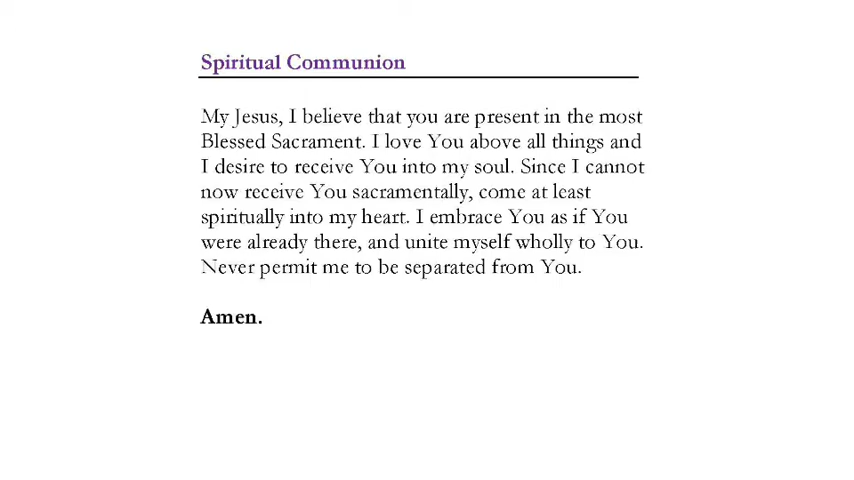 Spiritual Communion
My Jesus, I believe that you are present in the most
Blessed Sacrament. I love You above all things and
I desire to receive You into my soul. Since I cannot
now receive You sacramentally, come at least
spiritually into my heart. I embrace You as if You
were already there, and unite myself wholly to You.
Never permit me to be separated from You.
Amen.